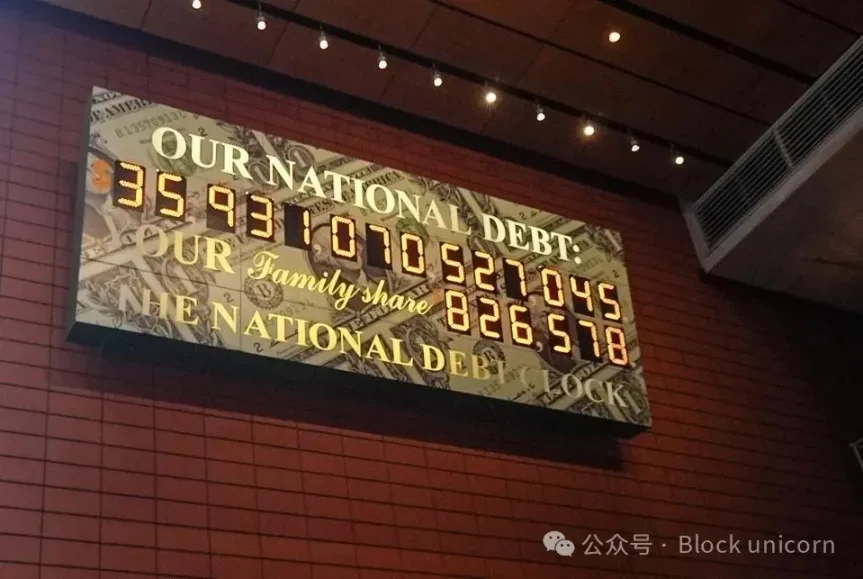 OUR NATIONAL DEBT:
$35,931,070,527,045
OUR Family share 826,578
THE NATIONAL DEBT CLOCK
公众号 · Block unicorn